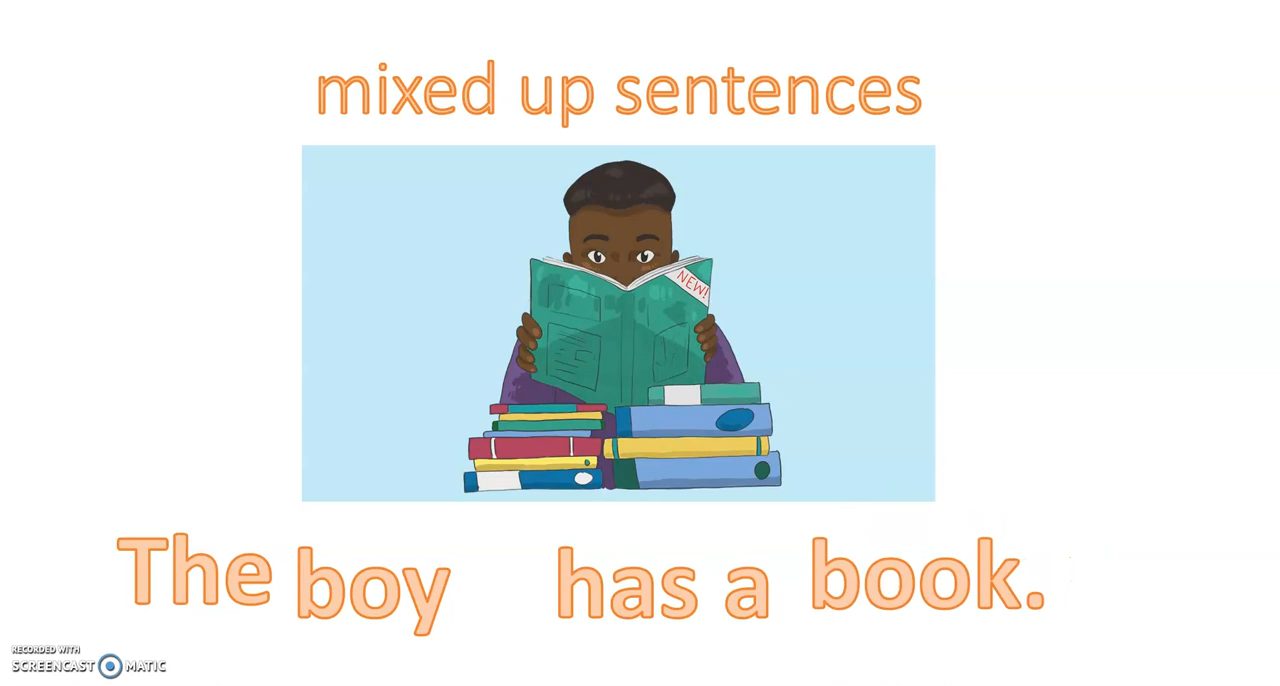 mixed up sentences
NEW!
The boy has a book.
RECORDED WITH
SCREENCAST MATIC